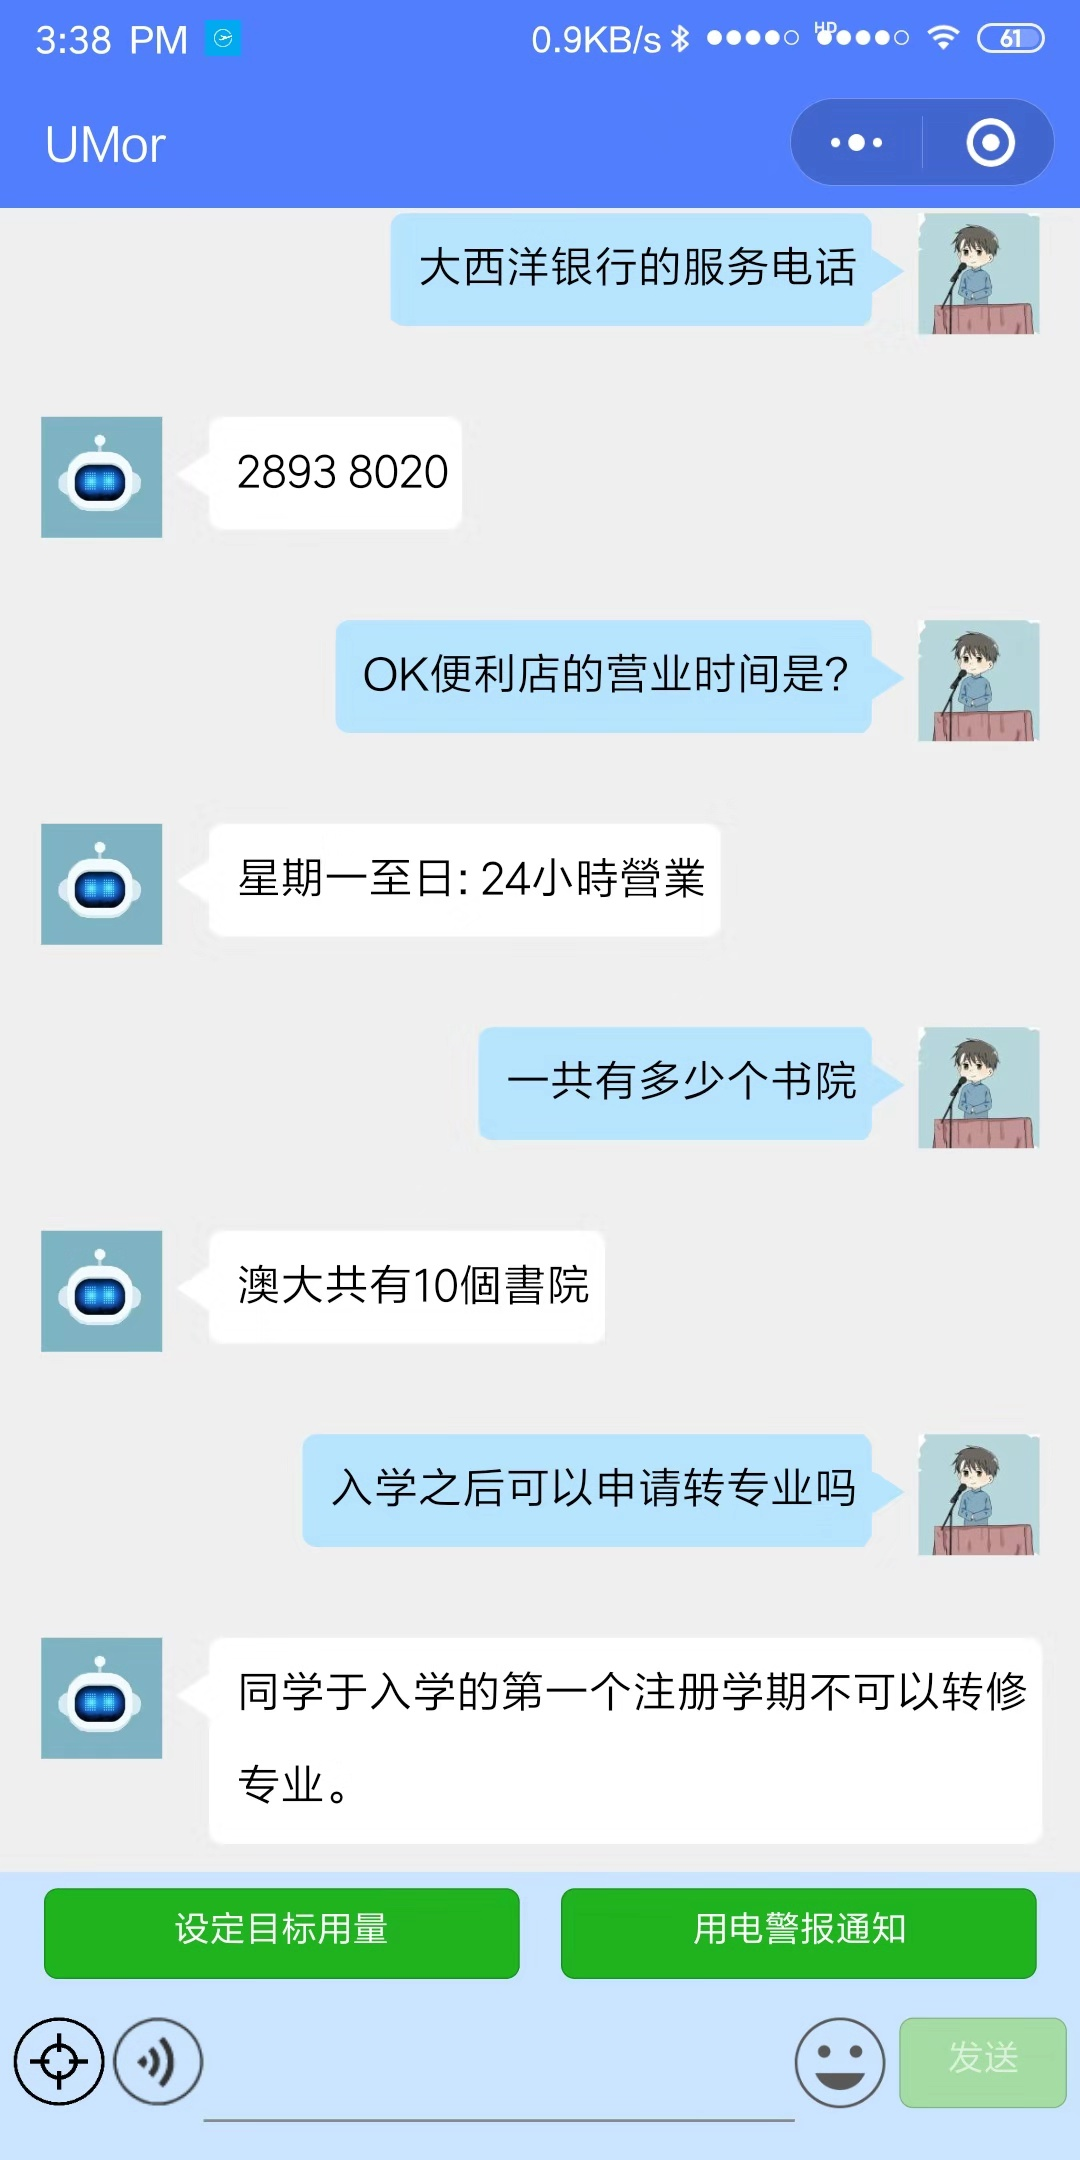 3:38 PM
0.9KB/s
HD
61
UMor
大西洋银行的服务电话
2893 8020
OK便利店的营业时间是?
星期一至日: 24小時營業
一共有多少个书院
澳大共有10個書院
入学之后可以申请转专业吗
同学于入学的第一个注册学期不可以转修
专业。
设定目标用量
用电警报通知
发送